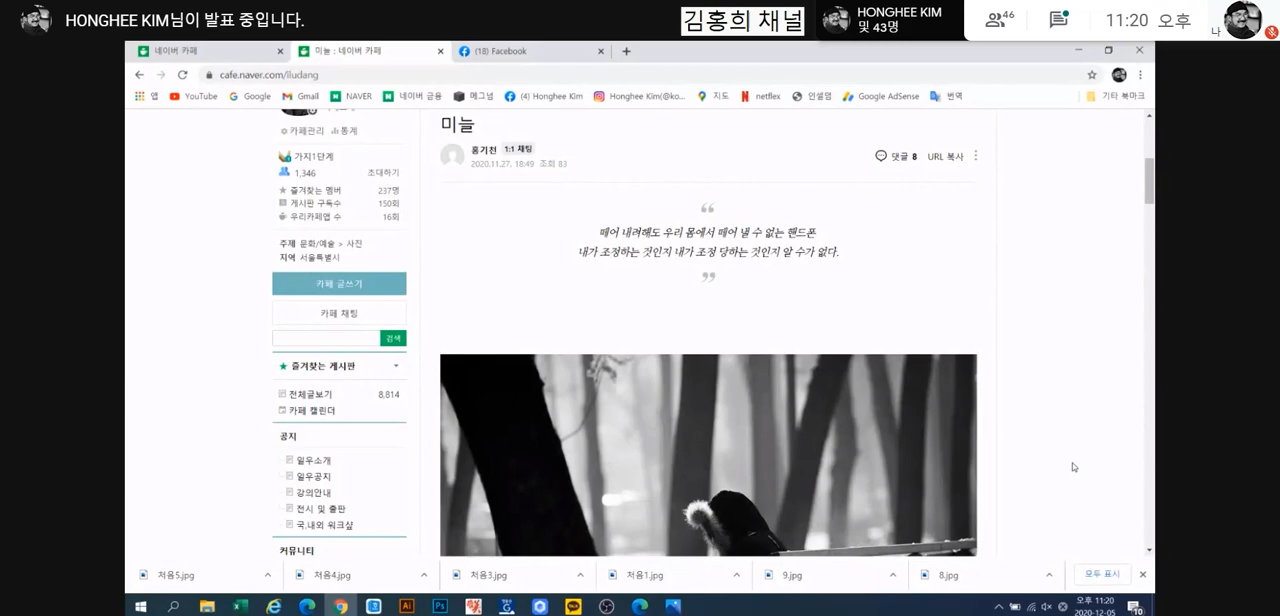 HONGHEE KIM님이 발표 중입니다.
김홍희 채널
HONGHEE KIM
및 43명
46
11:20 오후
나
네이버 카페
미늘 : 네이버 카페
(18) Facebook
cafe.naver.com/iludang
앱
YouTube
Google
Gmail
NAVER
네이버 금융
메그넘
(4) Honghee Kim
Honghee Kim(@ko...
지도
netflex
인셀덤
Google AdSense
번역
기타 북마크
카페관리 통계
가지1단계
1,346 초대하기
즐겨찾는 멤버 237명
게시판 구독수 150회
우리카페앱 수 16회
주제 문화/예술 > 사진
지역 서울특별시
카페 글쓰기
카페 채팅
검색
즐겨찾는 게시판
전체글보기 8,814
카페 캘린더
공지
일우소개
일우공지
강의안내
전시 및 출판
국,내외 워크샾
커뮤니티
미늘
홍기천 1:1 채팅
2020.11.27. 18:49 조회 83
댓글 8 URL 복사
“
떼어 내려해도 우리 몸에서 떼어 낼 수 없는 핸드폰
내가 조정하는 것인지 내가 조정 당하는 것인지 알 수가 없다.
”
처음5.jpg
처음4.jpg
처음3.jpg
처음1.jpg
9.jpg
8.jpg
모두 표시
오후 11:20
2020-12-05
10